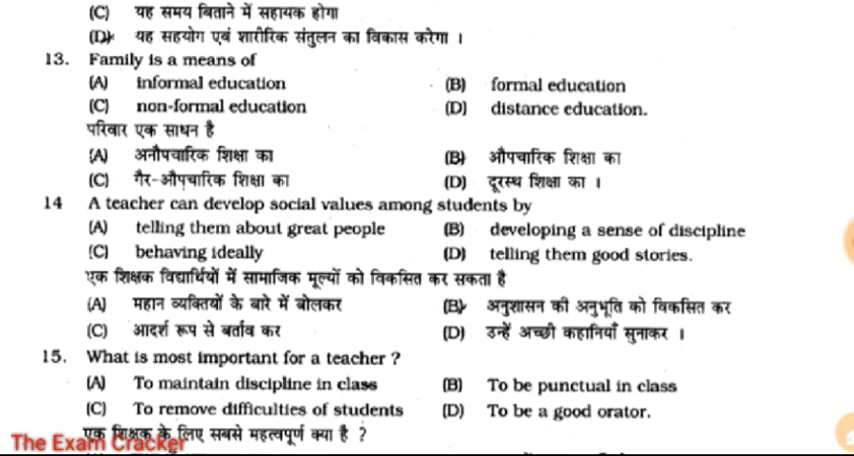 (C) यह समय बिताने में सहायक होगा
(D) यह सहयोग एवं शारीरिक संतुलन का विकास करेगा ।
13. Family is a means of
(A) informal education (B) formal education
(C) non-formal education (D) distance education.
परिवार एक साधन है
(A) अनौपचारिक शिक्षा का (B) औपचारिक शिक्षा का
(C) गैर-औपचारिक शिक्षा का (D) दूरस्थ शिक्षा का ।
14 A teacher can develop social values among students by
(A) telling them about great people (B) developing a sense of discipline
(C) behaving ideally (D) telling them good stories.
एक शिक्षक विद्यार्थियों में सामाजिक मूल्यों को विकसित कर सकता है
(A) महान व्यक्तियों के बारे में बोलकर (B) अनुशासन की अनुभूति को विकसित कर
(C) आदर्श रूप से बर्ताव कर (D) उन्हें अच्छी कहानियाँ सुनाकर ।
15. What is most important for a teacher ?
(A) To maintain discipline in class (B) To be punctual in class
(C) To remove difficulties of students (D) To be a good orator.
एक शिक्षक के लिए सबसे महत्वपूर्ण क्या है ?
The Exam Cracker